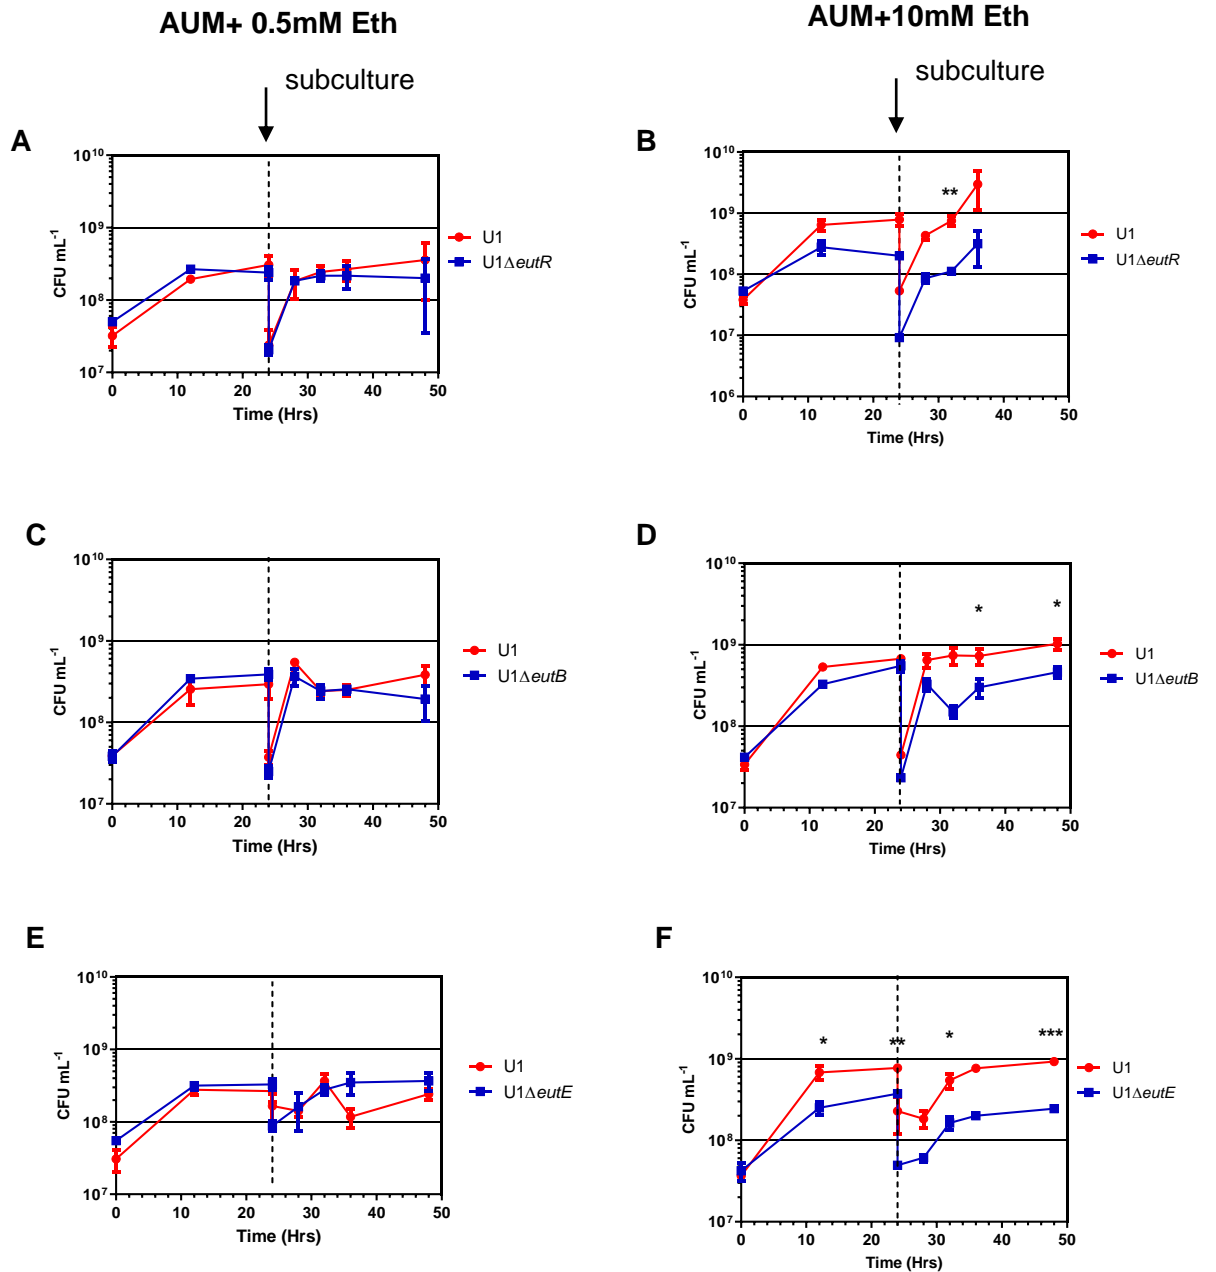 AUM+ 0.5mM Eth
subculture
A
10^10
10^9
10^8
10^7
CFU mL^-1
0 10 20 30 40 50
Time (Hrs)
U1
U1ΔeutR
AUM+10mM Eth
subculture
B
10^10
10^9
10^8
10^7
10^6
CFU mL^-1
**
0 10 20 30 40 50
Time (Hrs)
U1
U1ΔeutR
C
10^10
10^9
10^8
10^7
CFU mL^-1
0 10 20 30 40 50
Time (Hrs)
U1
U1ΔeutB
D
10^10
10^9
10^8
10^7
CFU mL^-1
* *
0 10 20 30 40 50
Time (Hrs)
U1
U1ΔeutB
E
10^10
10^9
10^8
10^7
CFU mL^-1
0 10 20 30 40 50
Time (Hrs)
U1
U1ΔeutE
F
10^10
10^9
10^8
10^7
CFU mL^-1
* ** * ***
0 10 20 30 40 50
Time (Hrs)
U1
U1ΔeutE